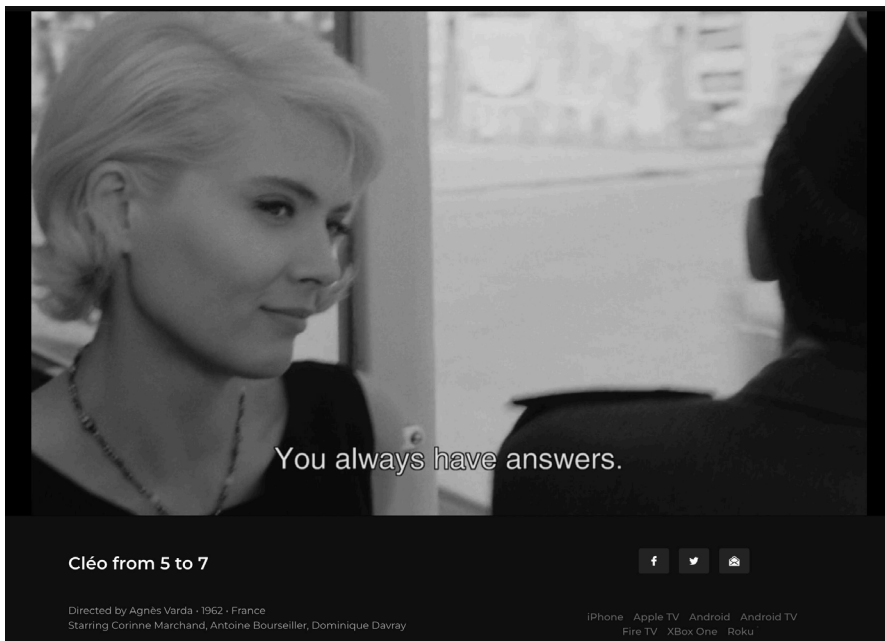 You always have answers.
Cléo from 5 to 7
Directed by Agnès Varda • 1962 • France
Starring Corinne Marchand, Antoine Bourseiller, Dominique Davray
iPhone Apple TV Android Android TV
Fire TV XBox One Roku